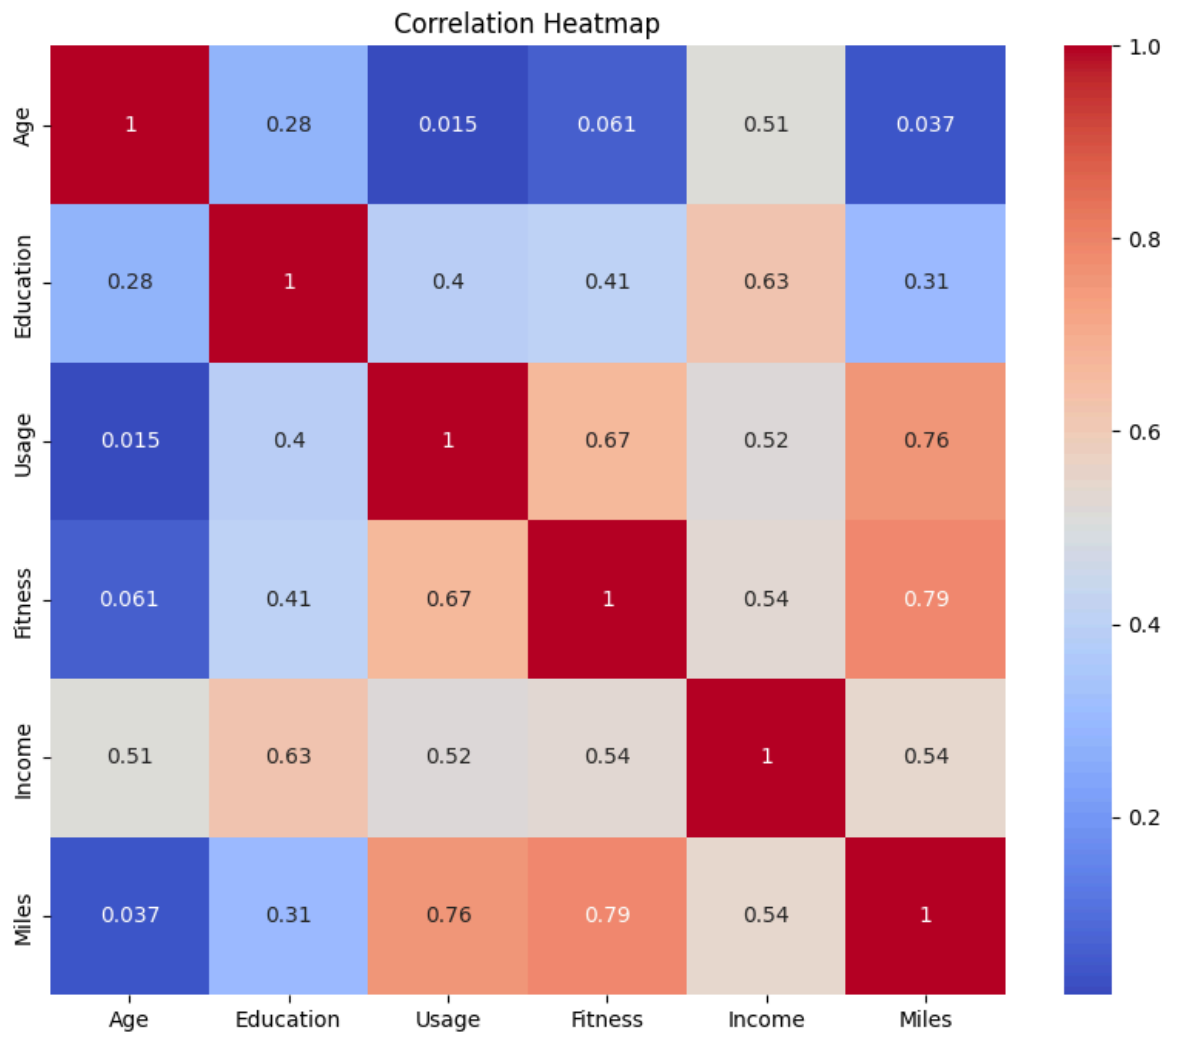 Correlation Heatmap
Age 1 0.28 0.015 0.061 0.51 0.037
Education 0.28 1 0.4 0.41 0.63 0.31
Usage 0.015 0.4 1 0.67 0.52 0.76
Fitness 0.061 0.41 0.67 1 0.54 0.79
Income 0.51 0.63 0.52 0.54 1 0.54
Miles 0.037 0.31 0.76 0.79 0.54 1
Age Education Usage Fitness Income Miles
1.0
0.8
0.6
0.4
0.2